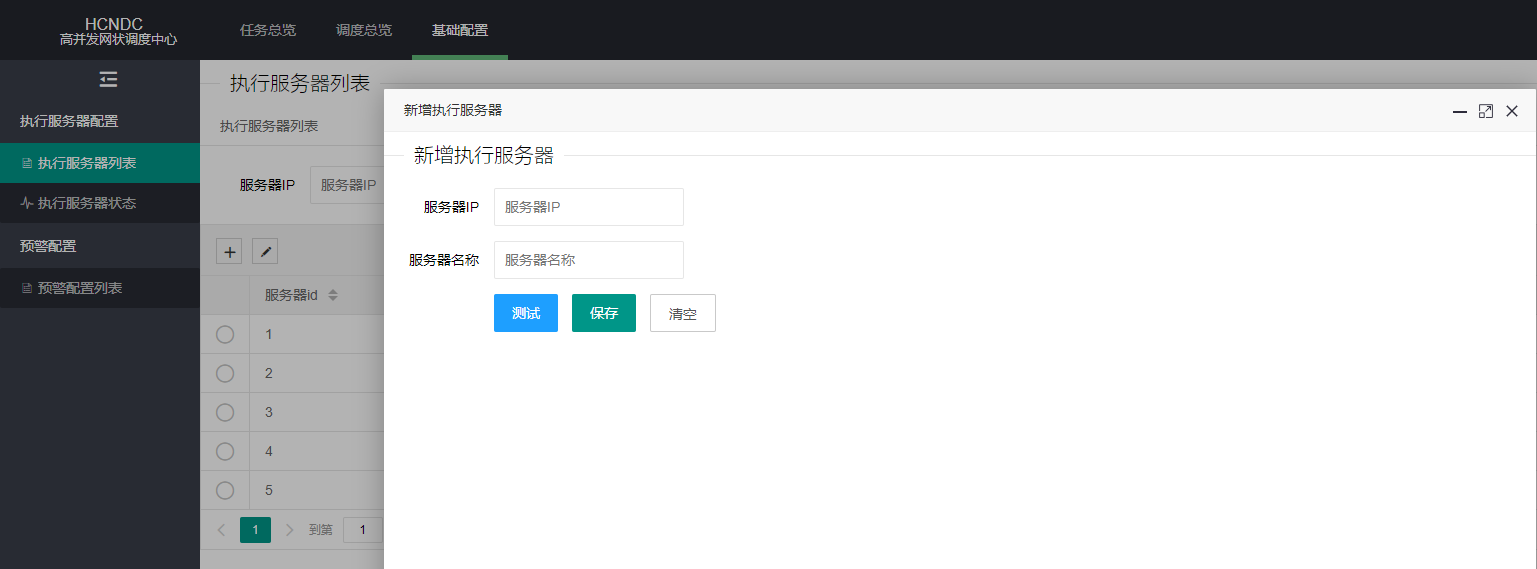 HCNDC
高并发网状调度中心
任务总览
调度总览
基础配置
执行服务器配置
执行服务器列表
执行服务器状态
预警配置
预警配置列表
执行服务器列表
执行服务器列表
服务器IP
服务器IP
服务器id
1
2
3
4
5
1
到第
1
新增执行服务器
新增执行服务器
服务器IP
服务器IP
服务器名称
服务器名称
测试
保存
清空